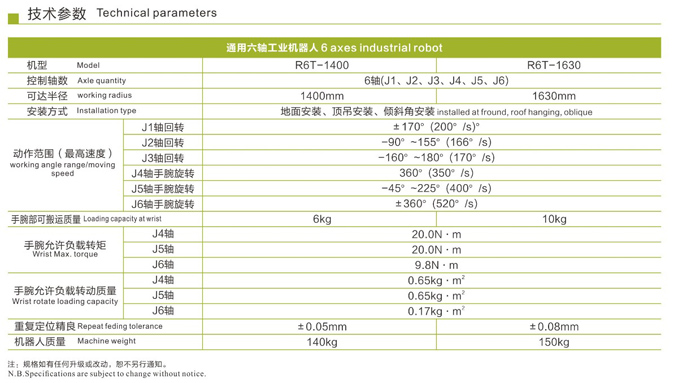 技术参数 Technical parameters
通用六轴工业机器人6 axes industrial robot
机型 Model R6T-1400 R6T-1630
控制轴数 Axle quantity 6轴(J1、J2、J3、J4、J5、J6)
可达半径 working radius 1400mm 1630mm
安装方式 Installation type 地面安装、顶吊安装、倾斜角安装 installed at fround, roof hanging, oblique
动作范围（最高速度）
working angle range/moving
speed
J1轴回转 ±170°（200°/s)°
J2轴回转 -90°~155°（166°/s)
J3轴回转 -160°~180°（170°/s)
J4轴手腕旋转 360°（350°/s)
J5轴手腕旋转 -45°~225°（400°/s)
J6轴手腕旋转 ±360°（520°/s)
手腕部可搬运质量 Loading capacity at wrist 6kg 10kg
手腕允许负载转矩
Wrist Max. torque
J4轴 20.0N·m
J5轴 20.0N·m
J6轴 9.8N·m
手腕允许负载转动质量
Wrist rotate loading capacity
J4轴 0.65kg·m²
J5轴 0.65kg·m²
J6轴 0.17kg·m²
重复定位精良 Repeat feding tolerance ±0.05mm ±0.08mm
机器人质量 Machine weight 140kg 150kg
注：规格如有任何升级或改动，恕不另行通知。
N.B.Specifications are subject to change without notice.